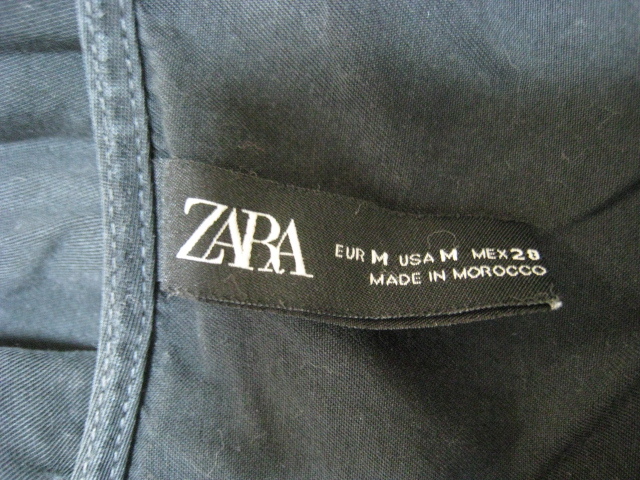 ZARA
EUR M USA M MEX 28
MADE IN MOROCCO